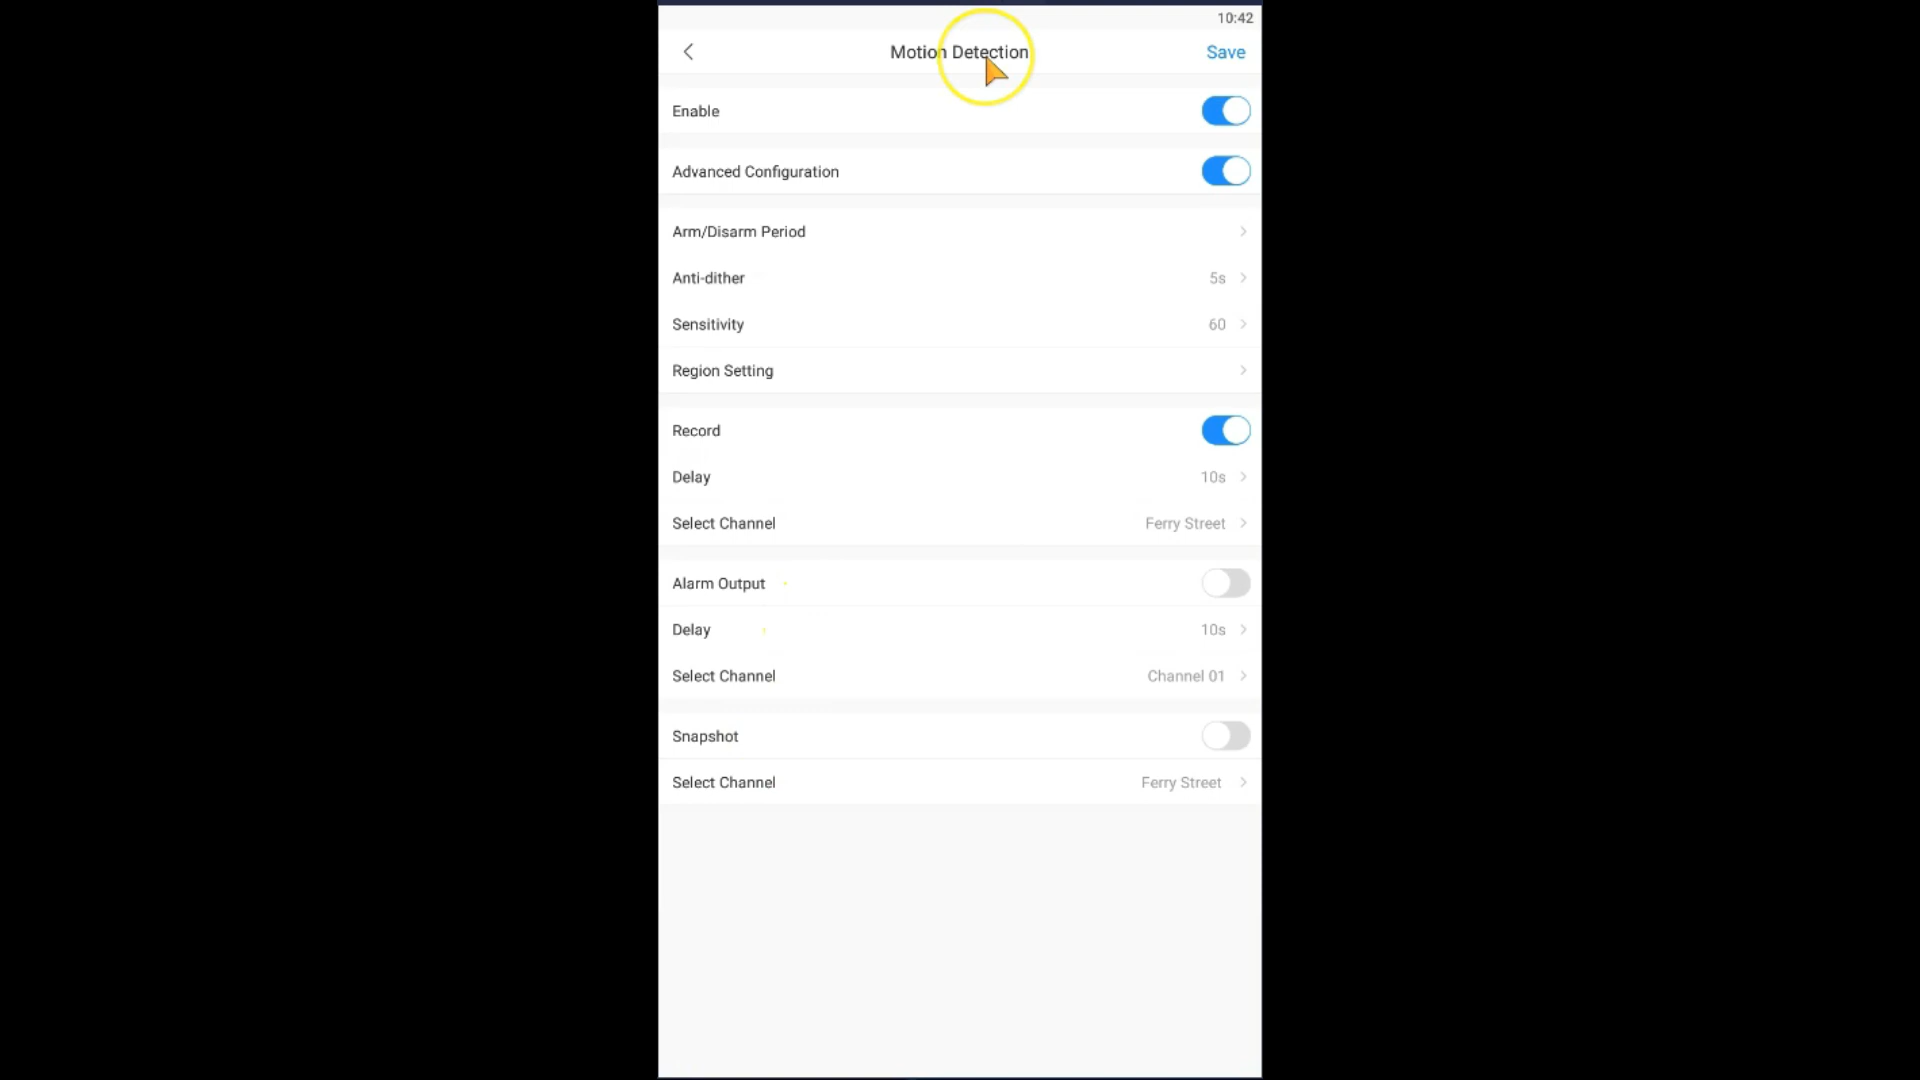 10:42
Motion Detection
Save
Enable
Advanced Configuration
Arm/Disarm Period
Anti-dither 5s
Sensitivity 60
Region Setting
Record
Delay 10s
Select Channel Ferry Street
Alarm Output
Delay 10s
Select Channel Channel 01
Snapshot
Select Channel Ferry Street